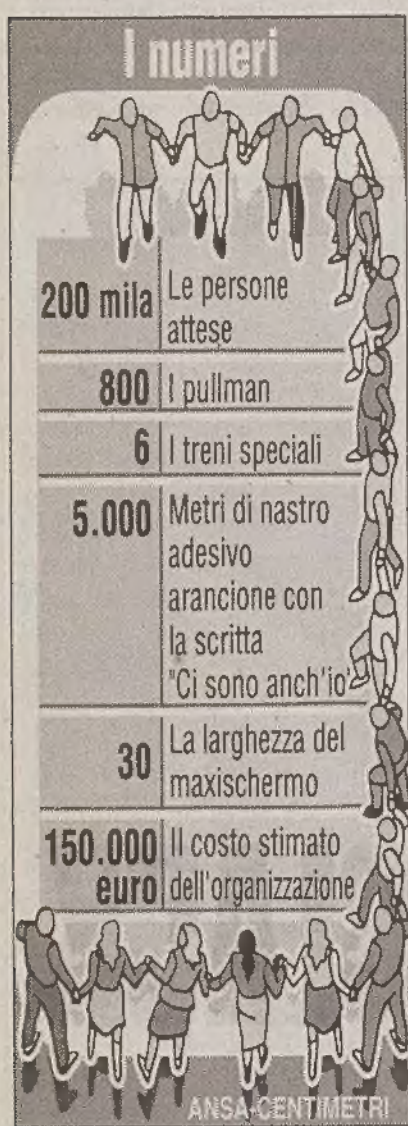 I numeri
200 mila Le persone
attese
800 I pullman
6 I treni speciali
5.000 Metri di nastro
adesivo
arancione con
la scritta
"Ci sono anch'io"
30 La larghezza del
maxischermo
150.000 Il costo stimato
euro dell'organizzazione
ANSA-CENTIMETRI